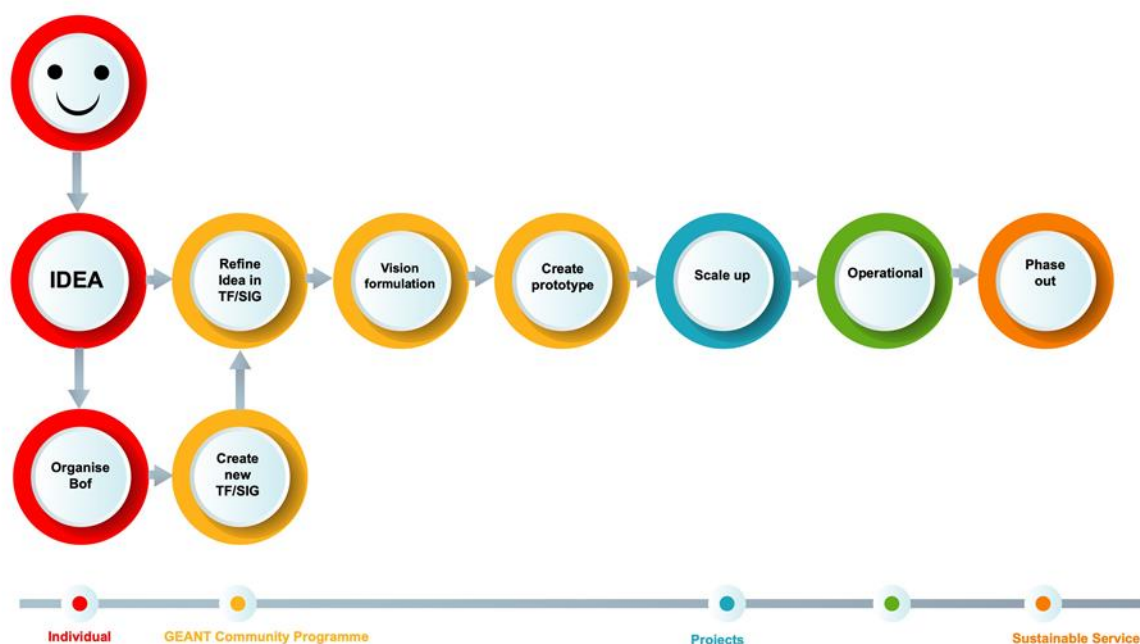 IDEA
Refine
Idea in
TF/SIG
Vision
formulation
Create
prototype
Scale up
Operational
Phase
out
Organise
Bof
Create
new
TF/SIG
Individual
GEANT Community Programme
Projects
Sustainable Service